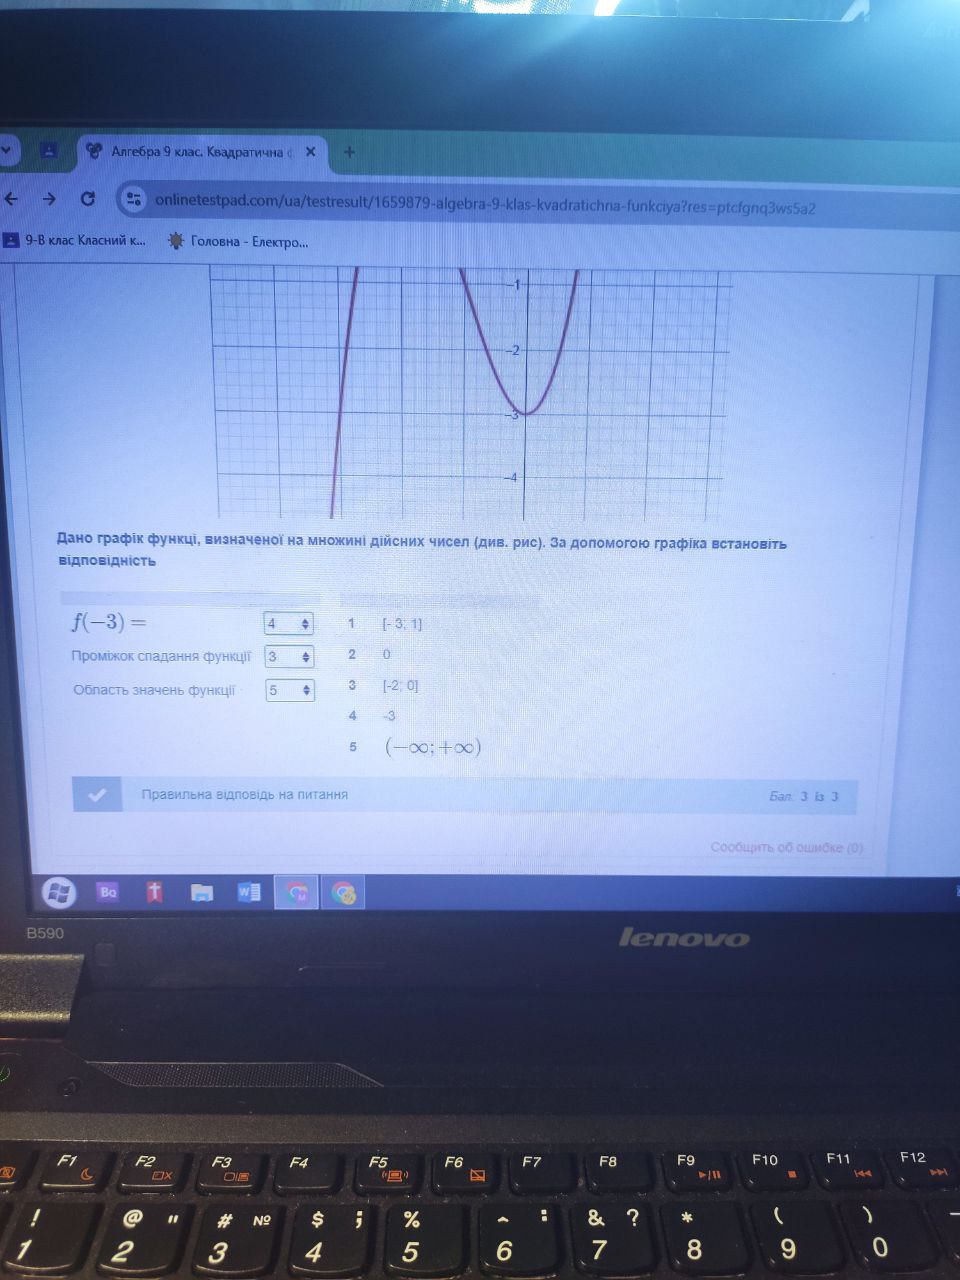 Алгебра 9 клас. Квадратична ф
onlinetestpad.com/ua/testresult/1659879-algebra-9-klas-kvadratichna-funkciya?res=ptcfgnq3ws5a2
9-В клас Класний к... Головна - Електро...
-1
-2
-3
-4
Дано графік функці, визначеної на множині дійсних чисел (див. рис). За допомогою графіка встановіть
відповідність
f(−3) = 4 1 [- 3; 1]
Проміжок спадання функції 3 2 0
Область значень функції 5 3 [-2; 0]
4 -3
5 (−∞; +∞)
Правильна відповідь на питання Бал: 3 із 3
Сообщить об ошибке (0)
Bq W
B590 lenovo
F1 F2 F3 F4 F5 F6 F7 F8 F9 F10 F11 F12
! @ " # № $ ; % ^ : & ? * ( )
1 2 3 4 5 6 7 8 9 0